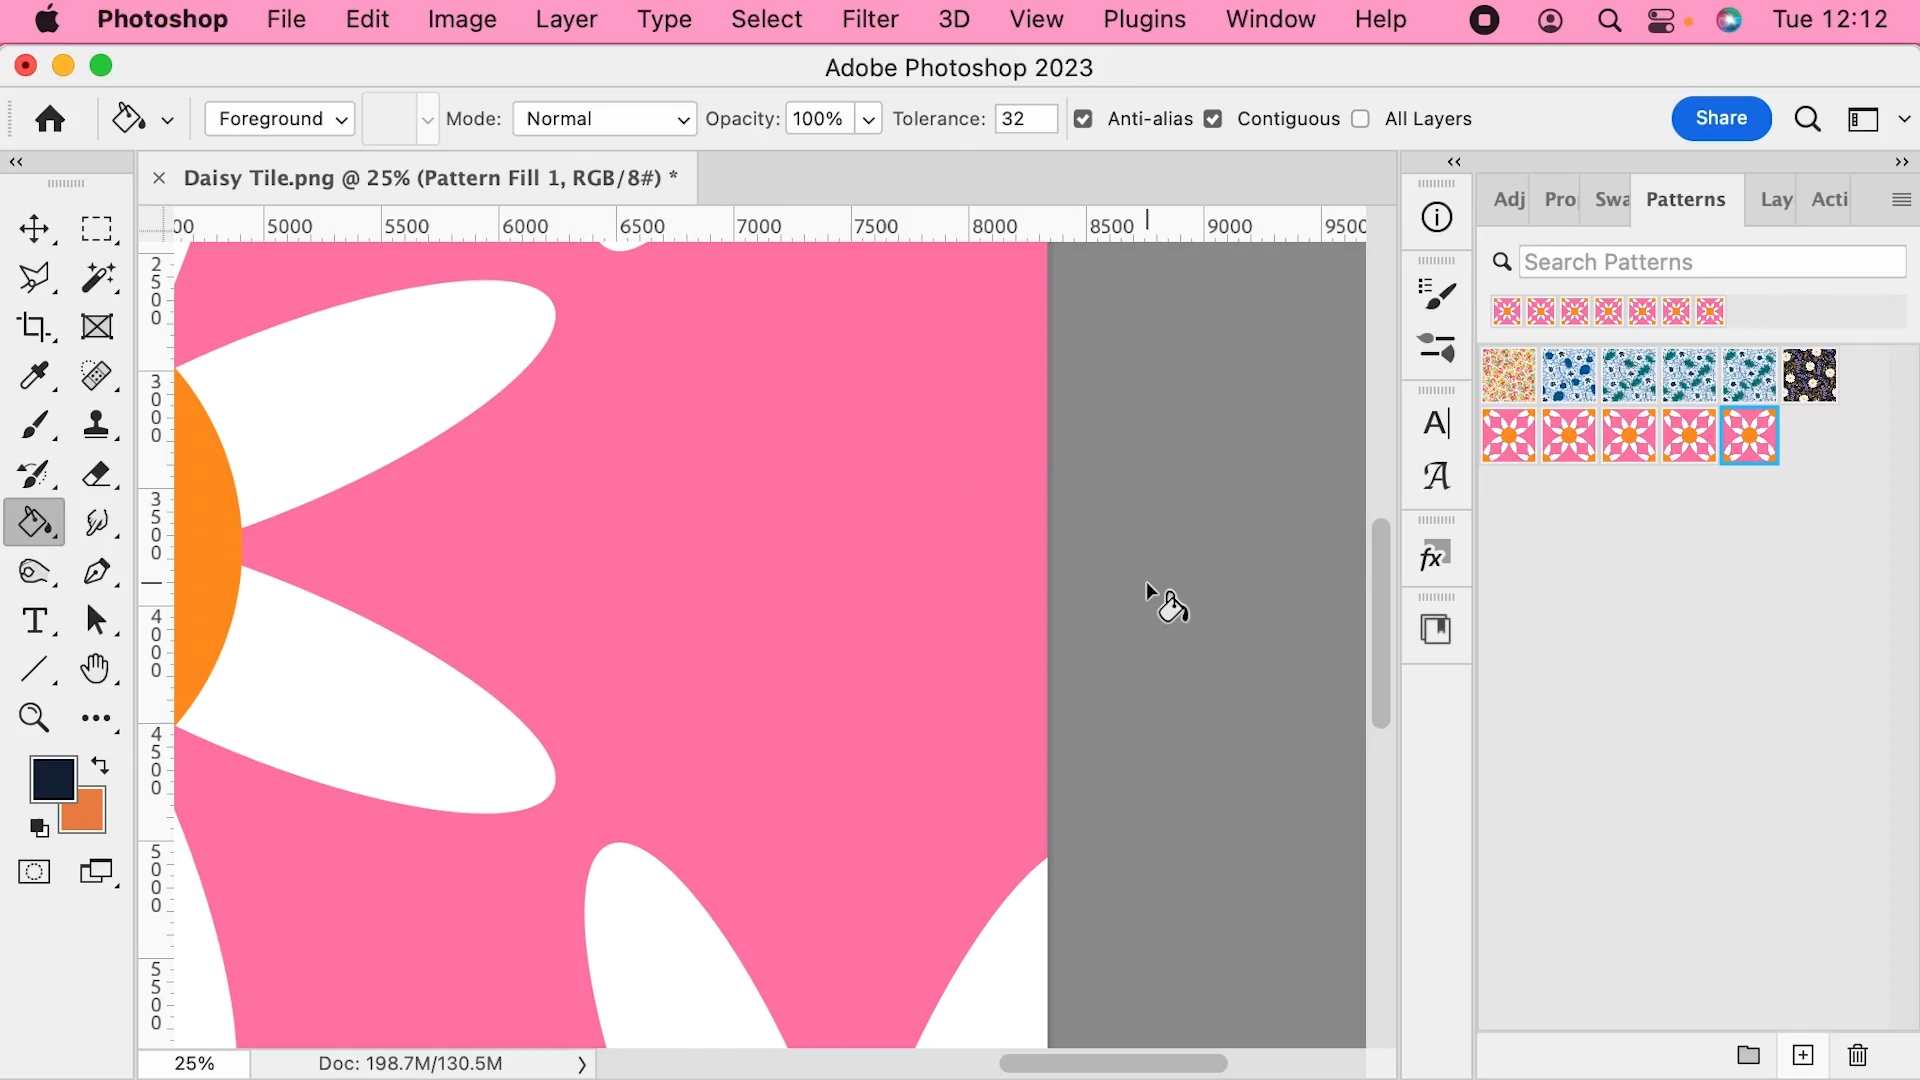 Photoshop File Edit Image Layer Type Select Filter 3D View Plugins Window Help Tue 12:12
Adobe Photoshop 2023
Foreground Mode: Normal Opacity: 100% Tolerance: 32 Anti-alias Contiguous All Layers Share
Daisy Tile.png @ 25% (Pattern Fill 1, RGB/8#) *
Adj Pro Swa Patterns Lay Acti
00 5000 5500 6000 6500 7000 7500 8000 8500 9000 9500
Search Patterns
2500
3000
3500
4000
4500
5000
5500
25% Doc: 198.7M/130.5M